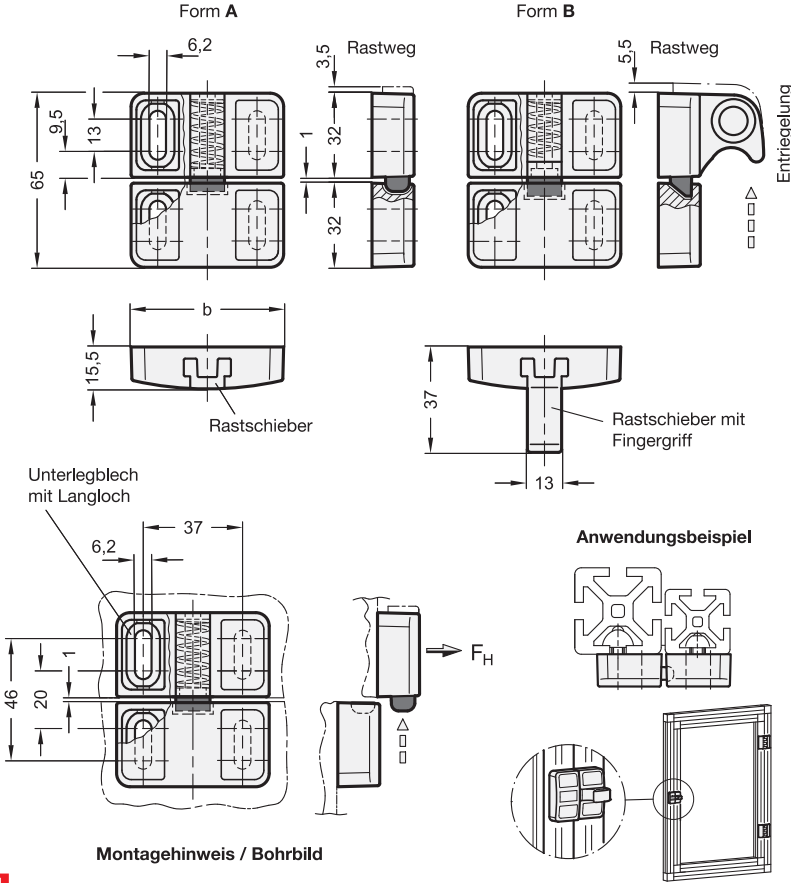 Form A
Form B
6,2
3,5
Rastweg
5,5
Rastweg
9,5
13
65
1
32
32
Entriegelung
b
15,5
Rastschieber
37
Rastschieber mit
Fingergriff
13
Unterlegblech
mit Langloch
37
6,2
46
20
1
FH
Anwendungsbeispiel
Montagehinweis / Bohrbild